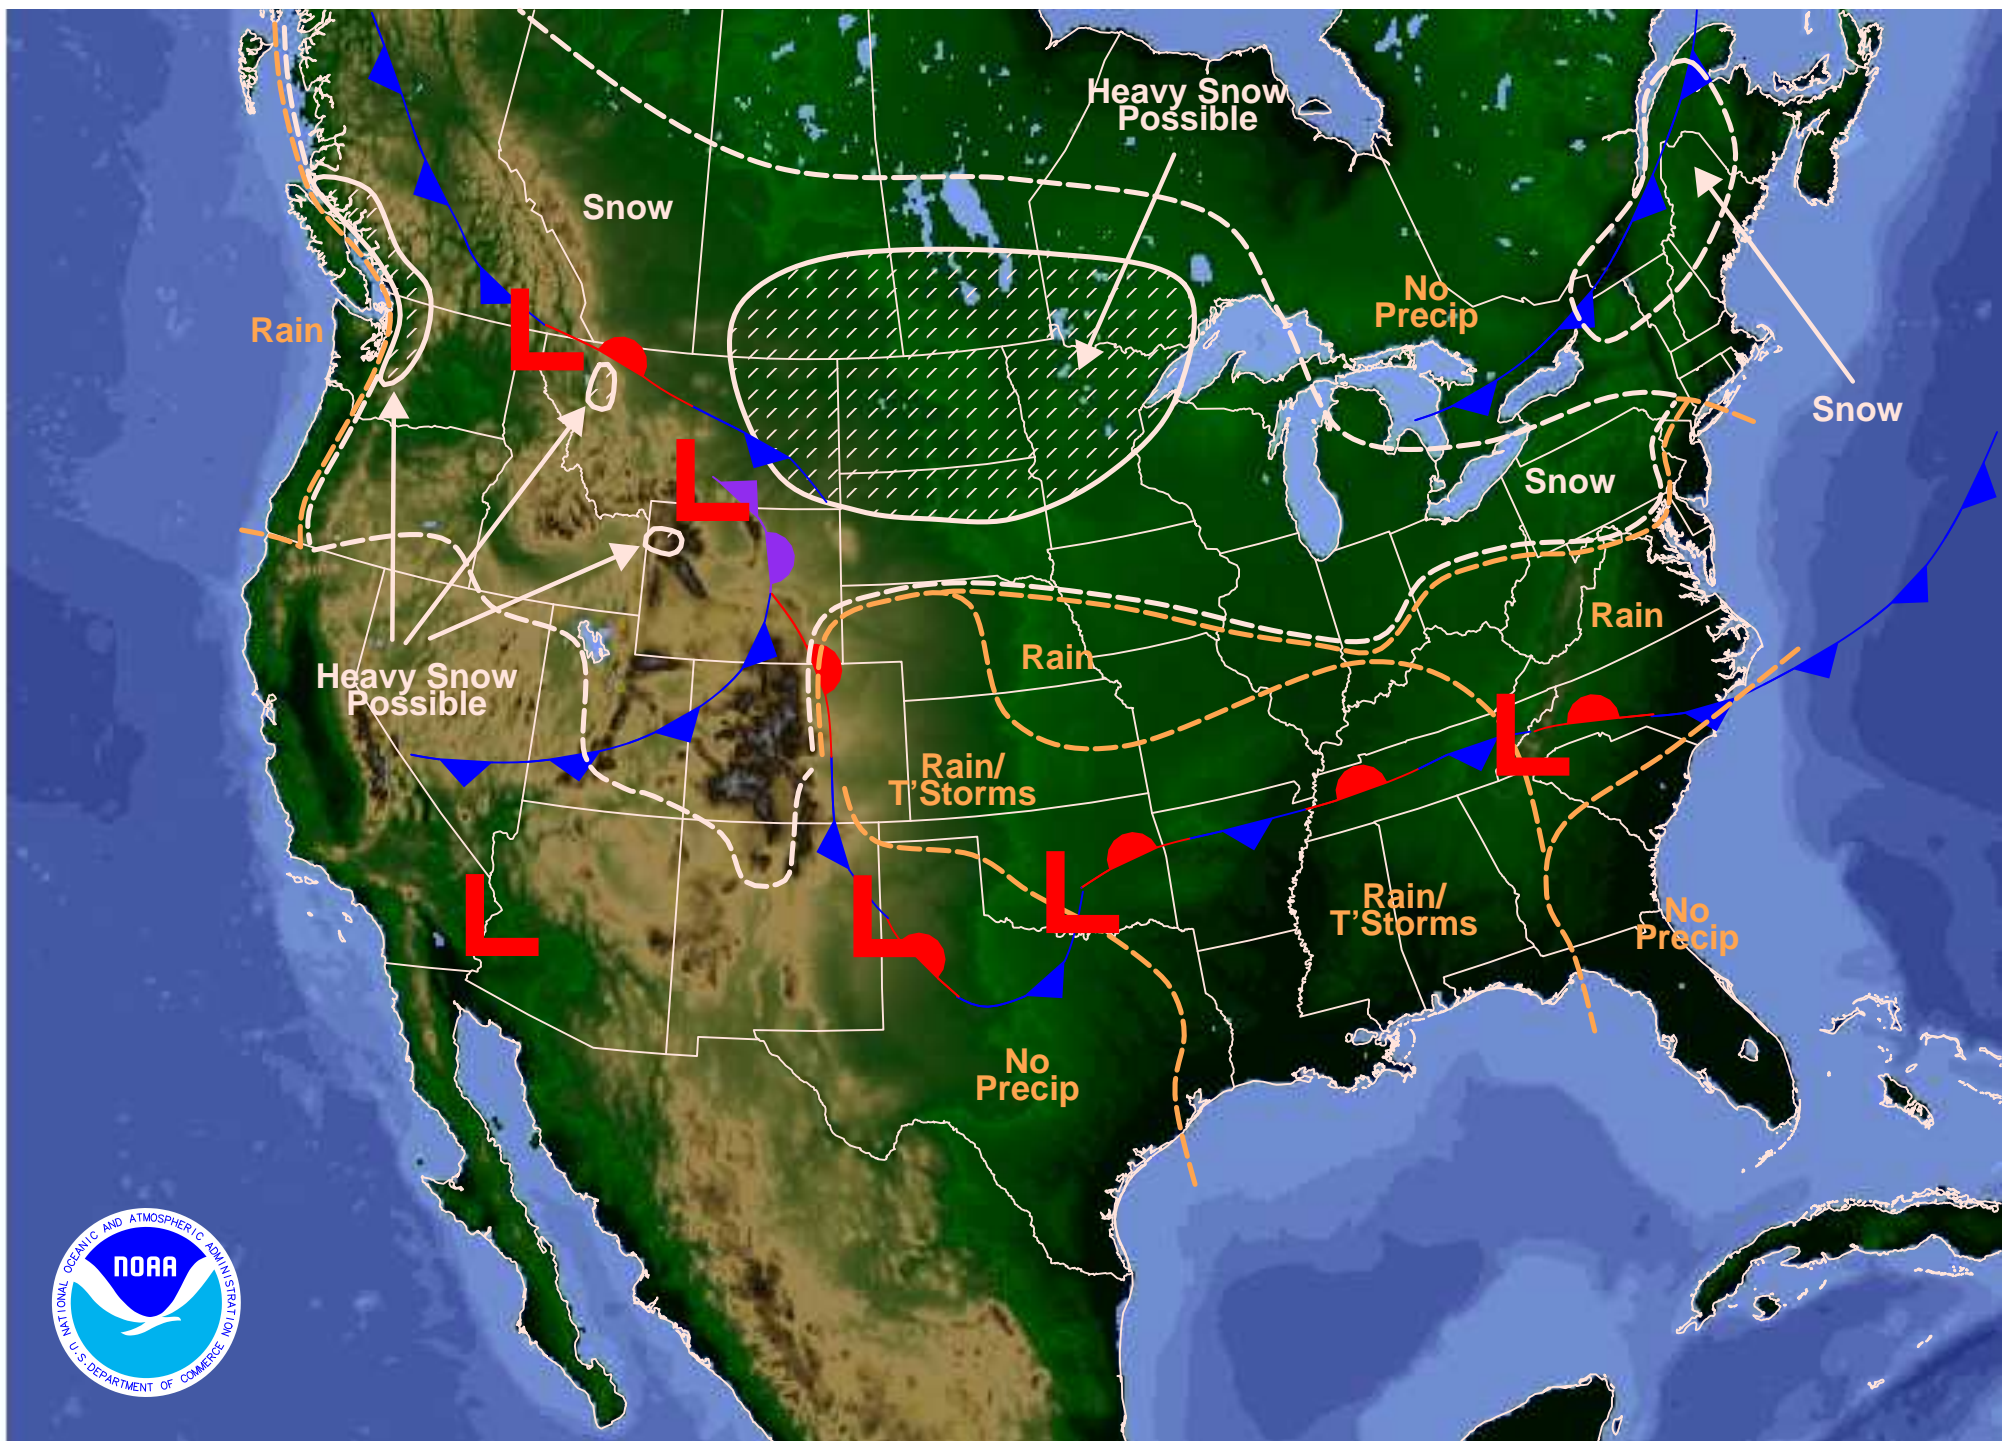 Heavy Snow
Possible
Snow
No
Precip
Rain
Snow
Snow
Rain
Rain
Heavy Snow
Possible
Rain/
T'Storms
Rain/
T'Storms
No
Precip
No
Precip
L
L
L
L
L
L
NATIONAL OCEANIC AND ATMOSPHERIC ADMINISTRATION
NOAA
U.S. DEPARTMENT OF COMMERCE